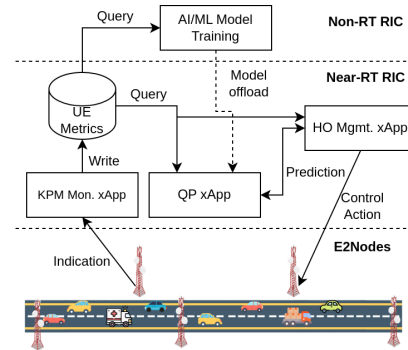 Query
AI/ML Model
Training
Non-RT RIC
Near-RT RIC
Model
offload
Query
UE
Metrics
HO Mgmt. xApp
Write
Prediction
KPM Mon. xApp
QP xApp
Control
Action
E2Nodes
Indication